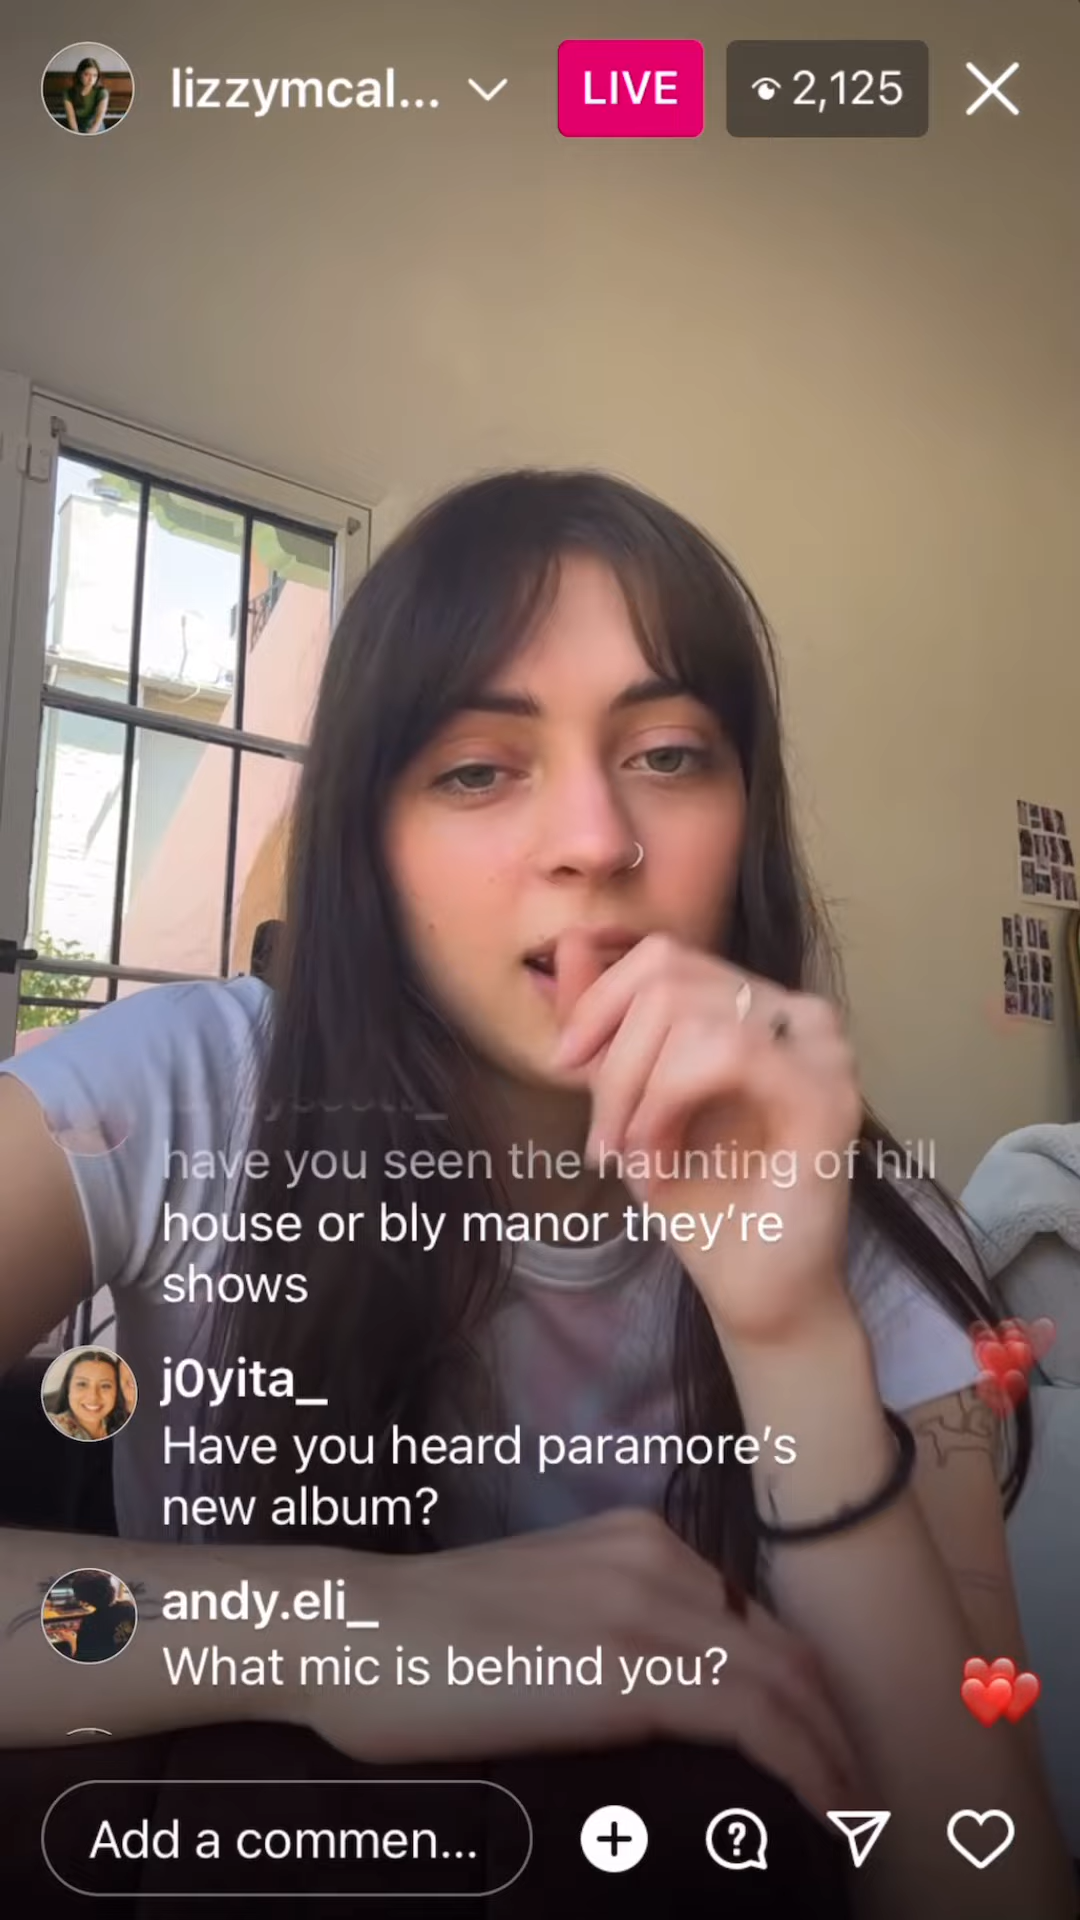 lizzymcal...
LIVE
2,125
have you seen the haunting of hill
house or bly manor they're
shows
j0yita_
Have you heard paramore's
new album?
andy.eli_
What mic is behind you?
Add a commen...